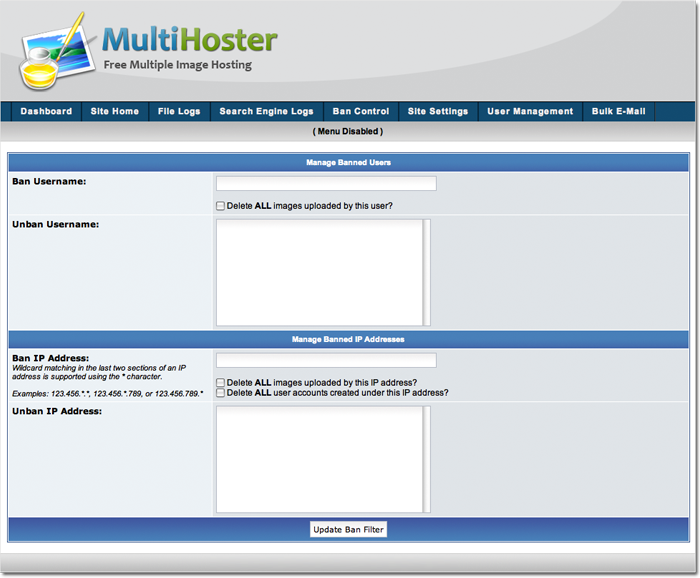 MultiHoster
Free Multiple Image Hosting
Dashboard Site Home File Logs Search Engine Logs Ban Control Site Settings User Management Bulk E-Mail
( Menu Disabled )
Manage Banned Users
Ban Username:
Delete ALL images uploaded by this user?
Unban Username:
Manage Banned IP Addresses
Ban IP Address:
Wildcard matching in the last two sections of an IP
address is supported using the * character.
Delete ALL images uploaded by this IP address?
Examples: 123.456.*.*, 123.456.*.789, or 123.456.789.*
Delete ALL user accounts created under this IP address?
Unban IP Address:
Update Ban Filter